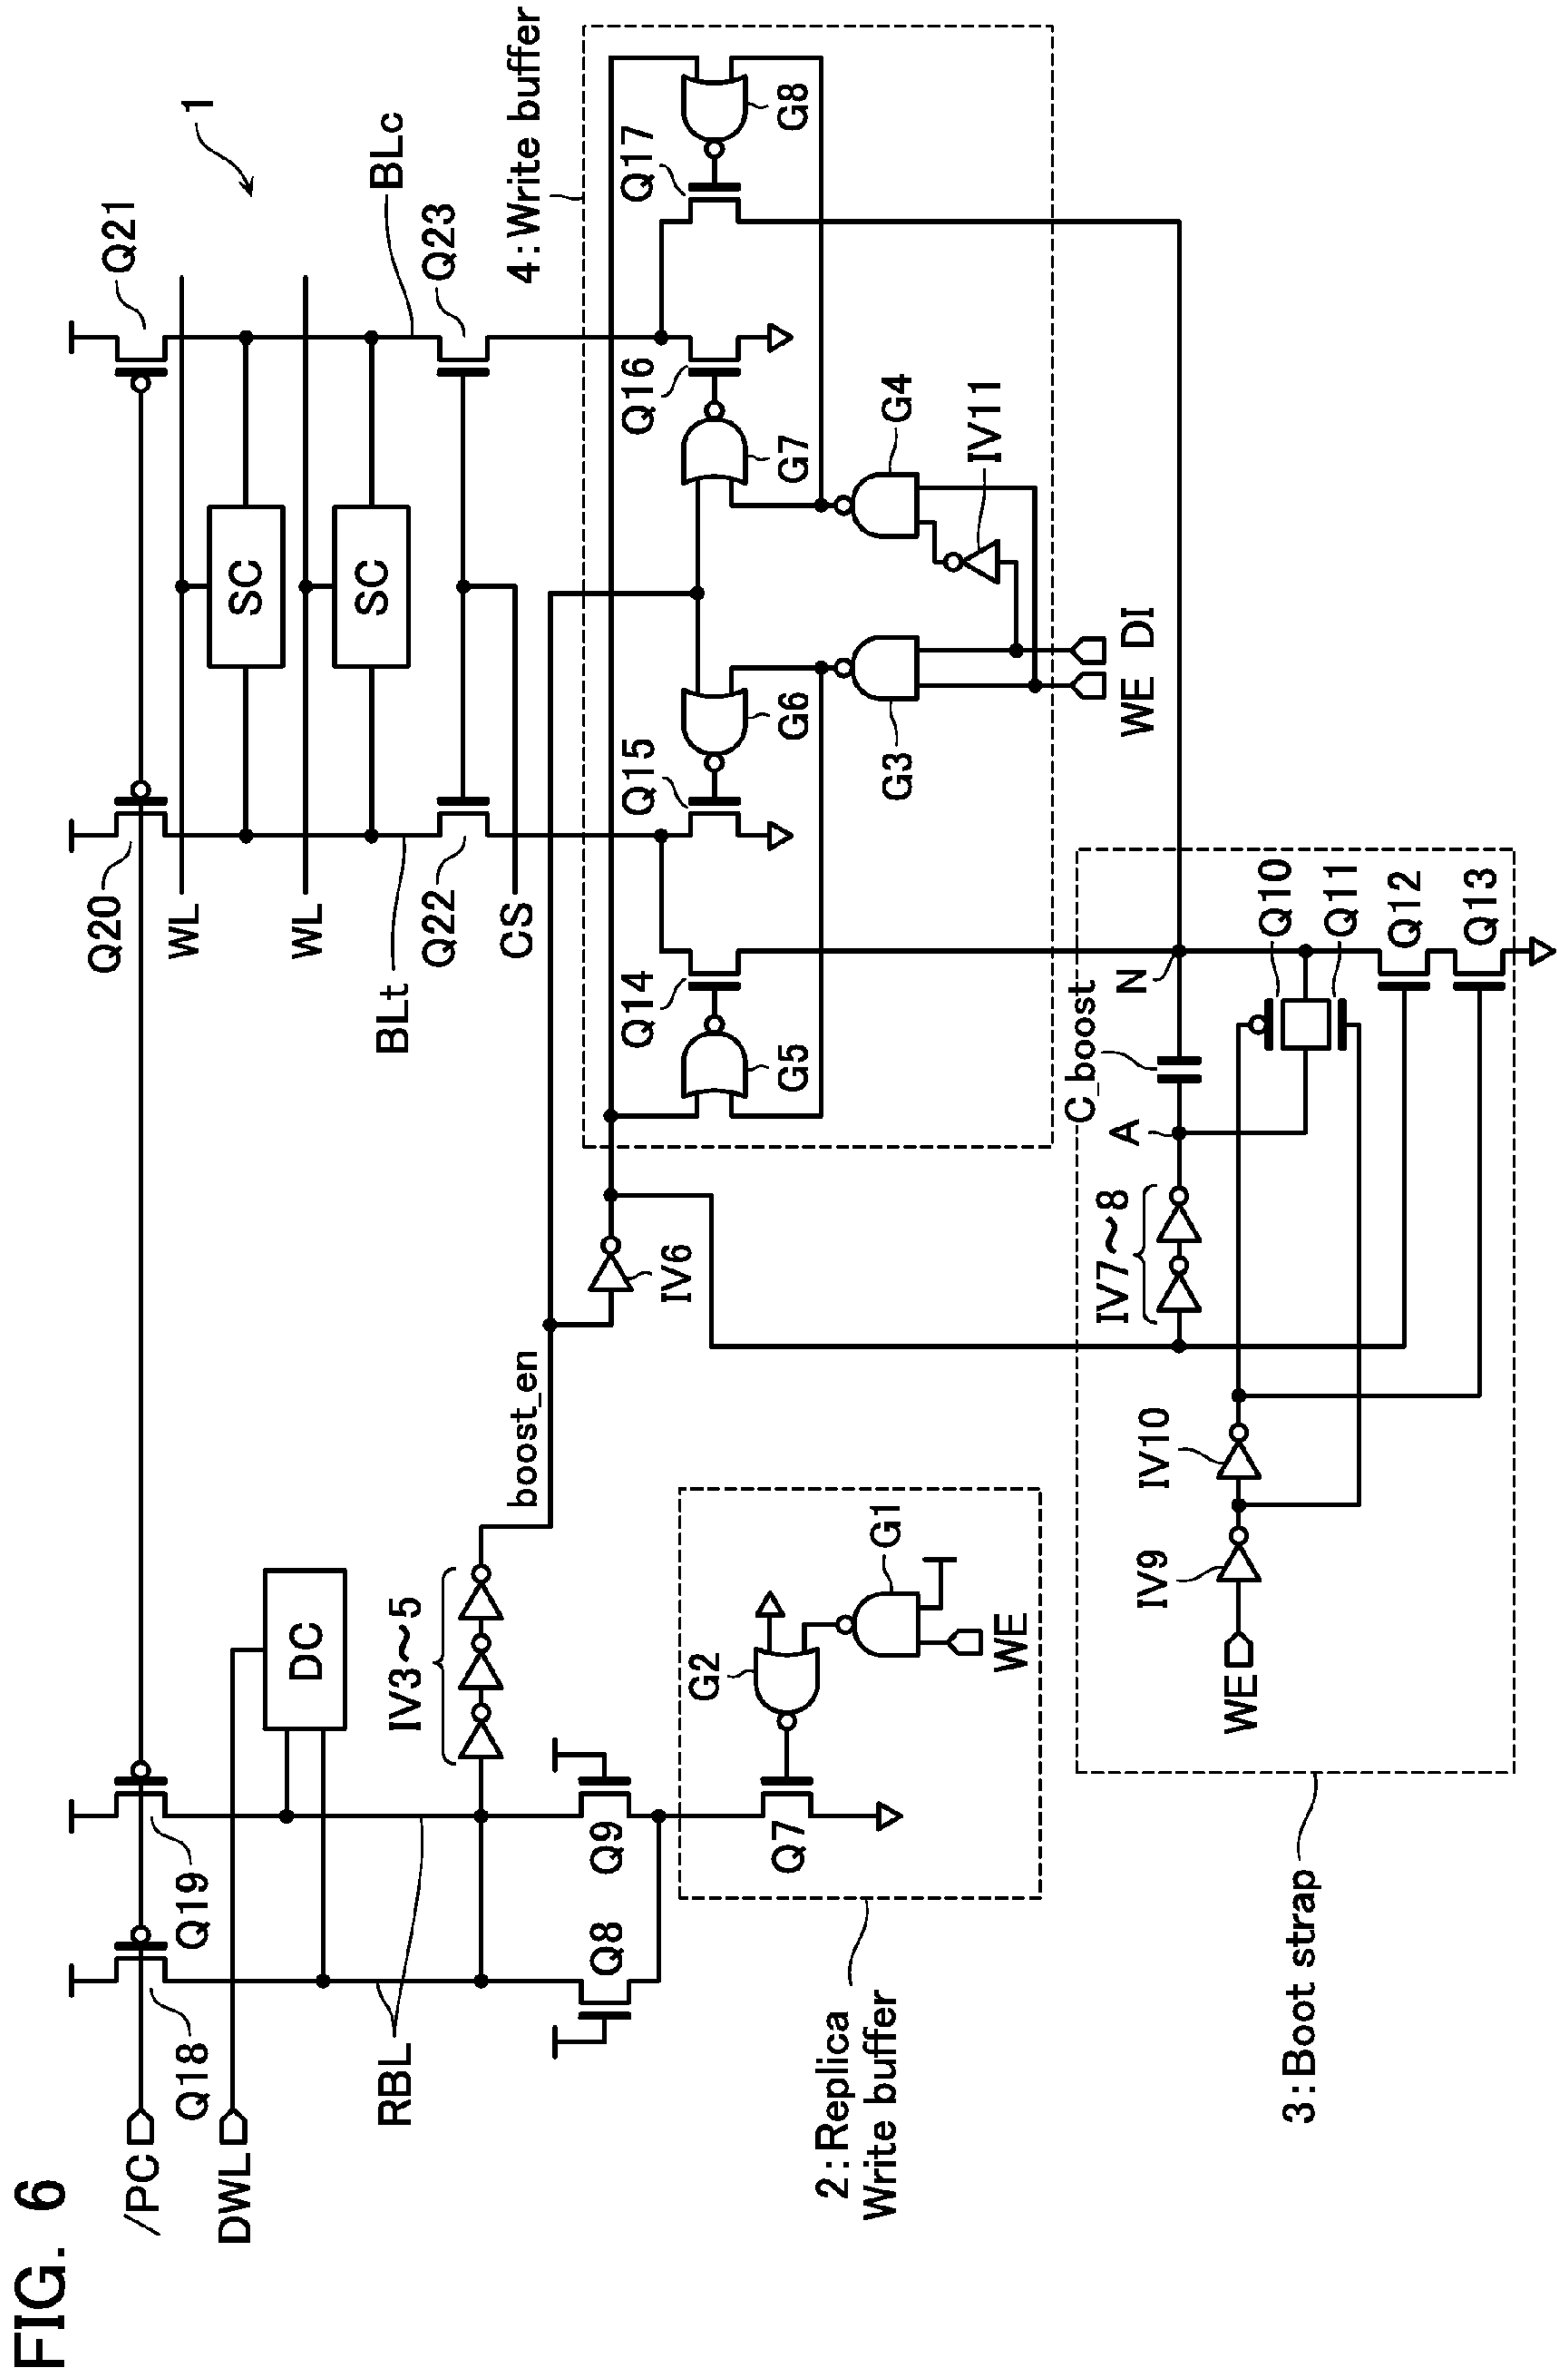 FIG. 6
/PC
DWL
Q18
Q19
RBL
DC
IV3～5
boost_en
Q8
Q9
2:Replica
Write buffer
Q7
G2
G1
WE
Q20
Q21
1
WL
SC
WL
SC
BLt
BLc
Q22
Q23
CS
4:Write buffer
IV6
Q14
Q15
Q16
Q17
G5
G6
G7
G8
G3
G4
IV11
WE
DI
3:Boot strap
WE
IV9
IV10
IV7～8
A
C_boost
N
Q10
Q11
Q12
Q13